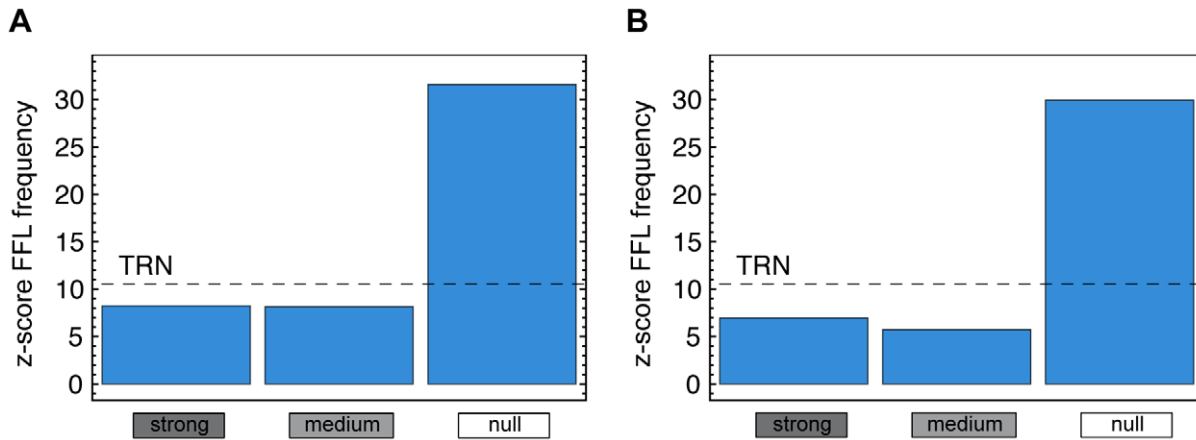 A
z-score FFL frequency
30
25
20
15
10
5
0
TRN
strong
medium
null
B
z-score FFL frequency
30
25
20
15
10
5
0
TRN
strong
medium
null